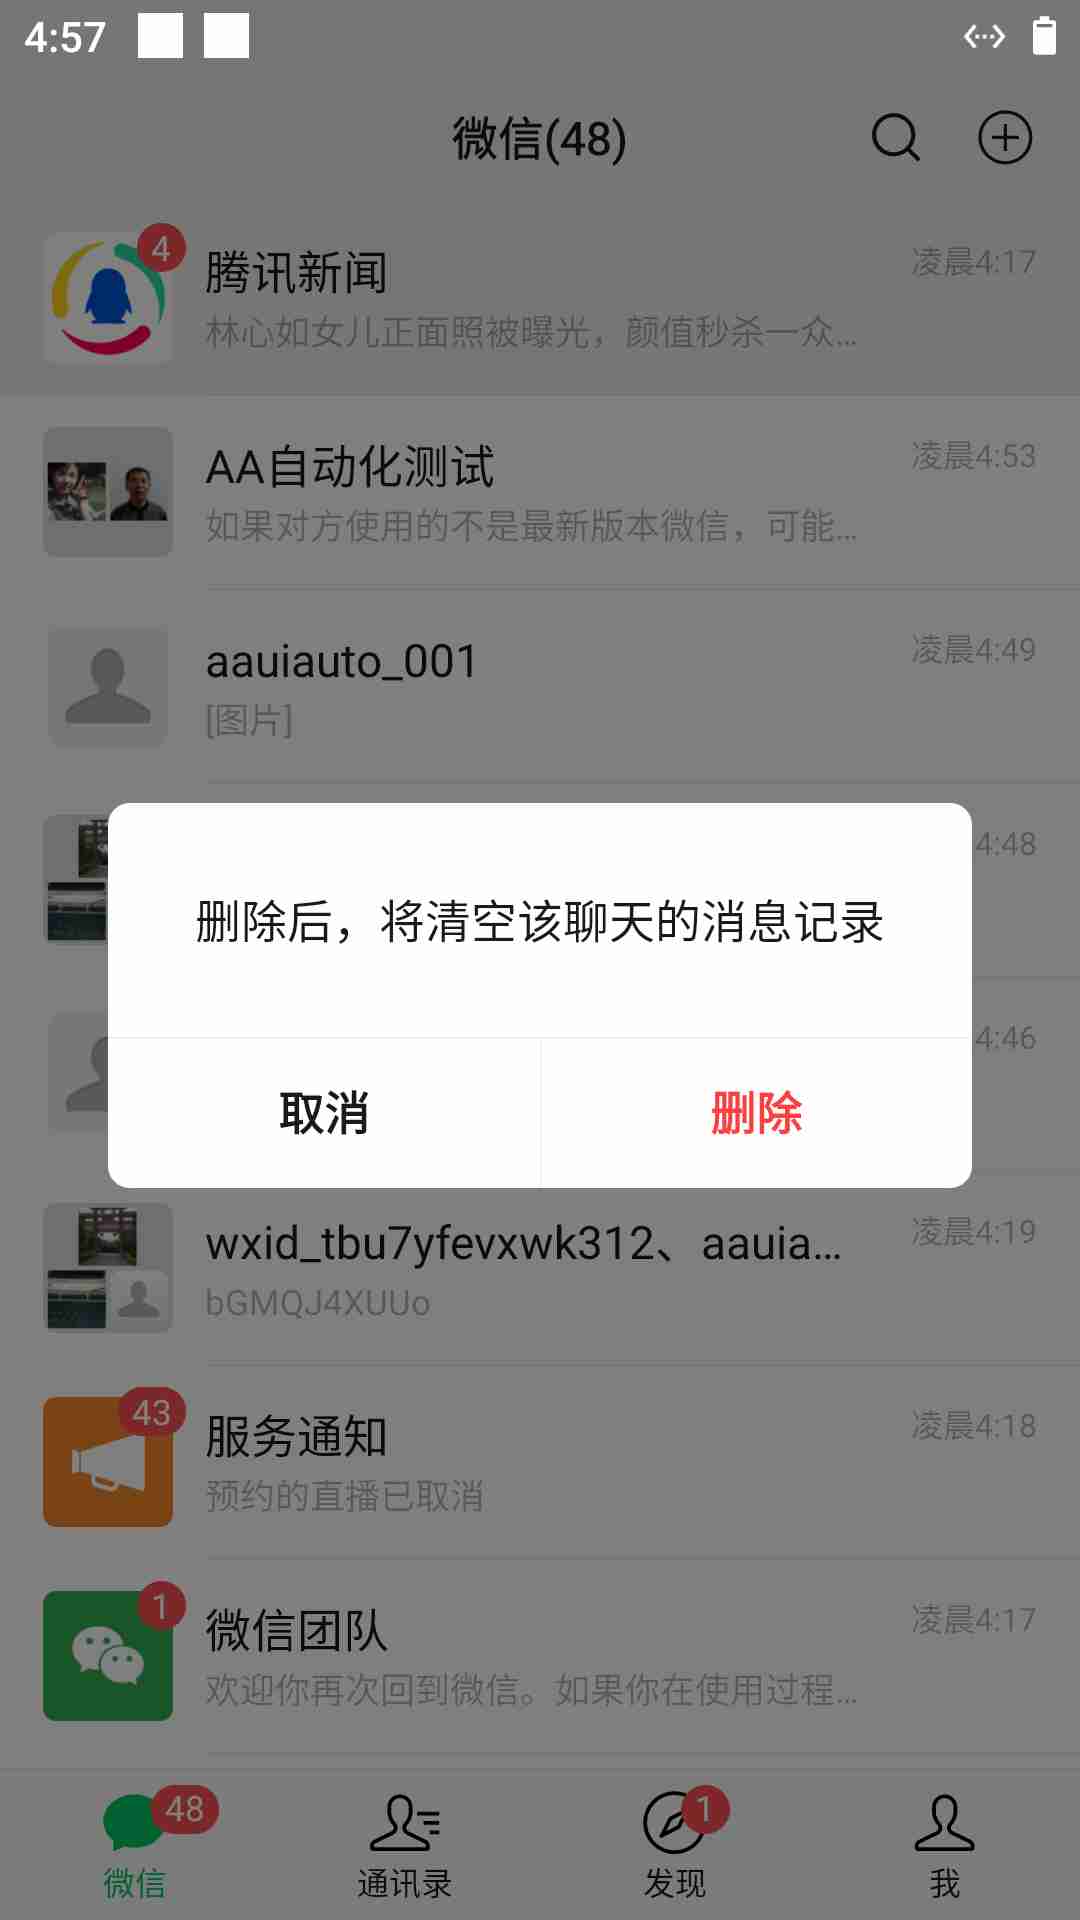 4:57
微信(48)
4
腾讯新闻
凌晨4:17
林心如女儿正面照被曝光，颜值秒杀一众...
AA自动化测试
凌晨4:53
如果对方使用的不是最新版本微信，可能...
aauiauto_001
凌晨4:49
[图片]
4:48
删除后，将清空该聊天的消息记录
4:46
取消
删除
wxid_tbu7yfevxwk312、aauia...
凌晨4:19
bGMQJ4XUUo
43
服务通知
凌晨4:18
预约的直播已取消
1
微信团队
凌晨4:17
欢迎你再次回到微信。如果你在使用过程...
48
1
微信
通讯录
发现
我